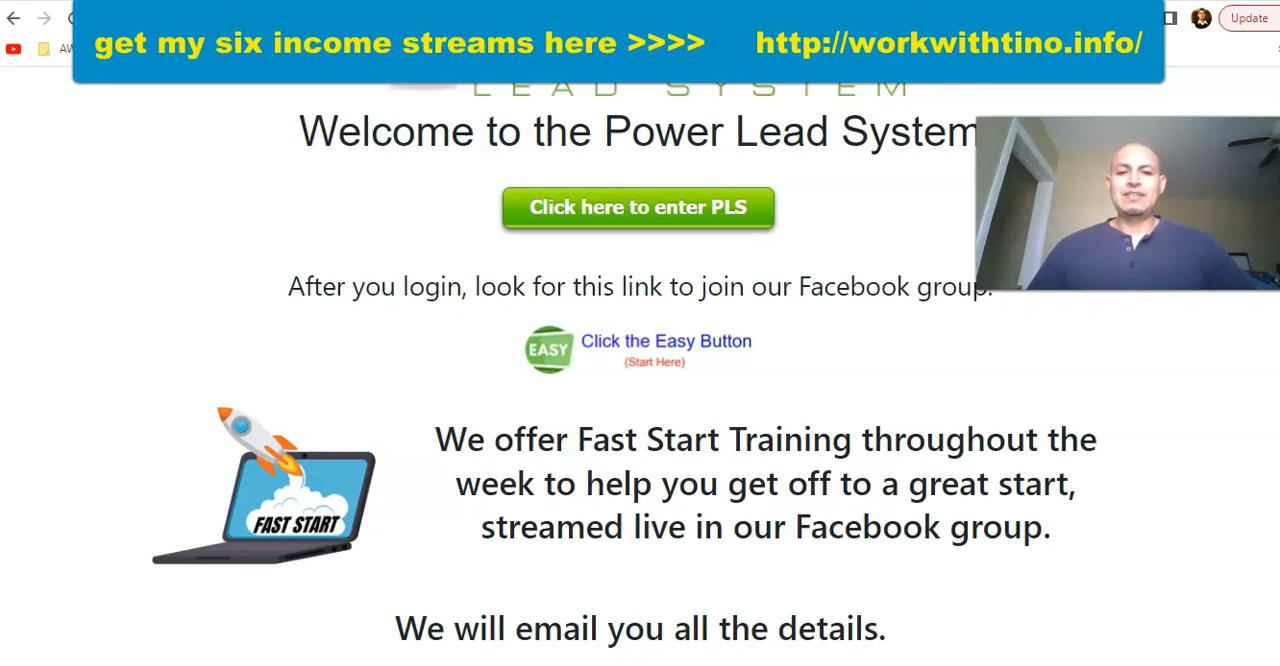 Update
AW
get my six income streams here >>>> http://workwithtino.info/
LEAD SYSTEM
Welcome to the Power Lead System
Click here to enter PLS
After you login, look for this link to join our Facebook group.
EASY
Click the Easy Button
(Start Here)
FAST START
We offer Fast Start Training throughout the
week to help you get off to a great start,
streamed live in our Facebook group.
We will email you all the details.